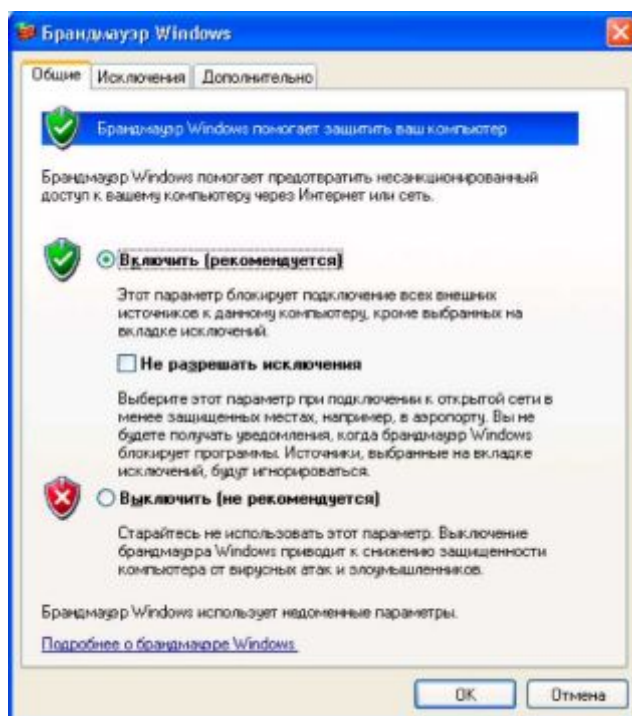 Брандмауэр Windows
Общие Исключения Дополнительно
Брандмауэр Windows помогает защитить ваш компьютер
Брандмауэр Windows помогает предотвратить несанкционированный
доступ к вашему компьютеру через Интернет или сеть.
Включить (рекомендуется)
Этот параметр блокирует подключение всех внешних
источников к данному компьютеру, кроме выбранных на
вкладке исключений.
Не разрешать исключения
Выберите этот параметр при подключении к открытой сети в
менее защищенных местах, например, в аэропорту. Вы не
будете получать уведомления, когда брандмауэр Windows
блокирует программы. Источники, выбранные на вкладке
исключений, будут игнорироваться.
Выключить (не рекомендуется)
Старайтесь не использовать этот параметр. Выключение
брандмауэра Windows приводит к снижению защищенности
компьютера от вирусных атак и злоумышленников.
Брандмауэр Windows использует недоменные параметры.
Подробнее о брандмауэре Windows.
OK Отмена